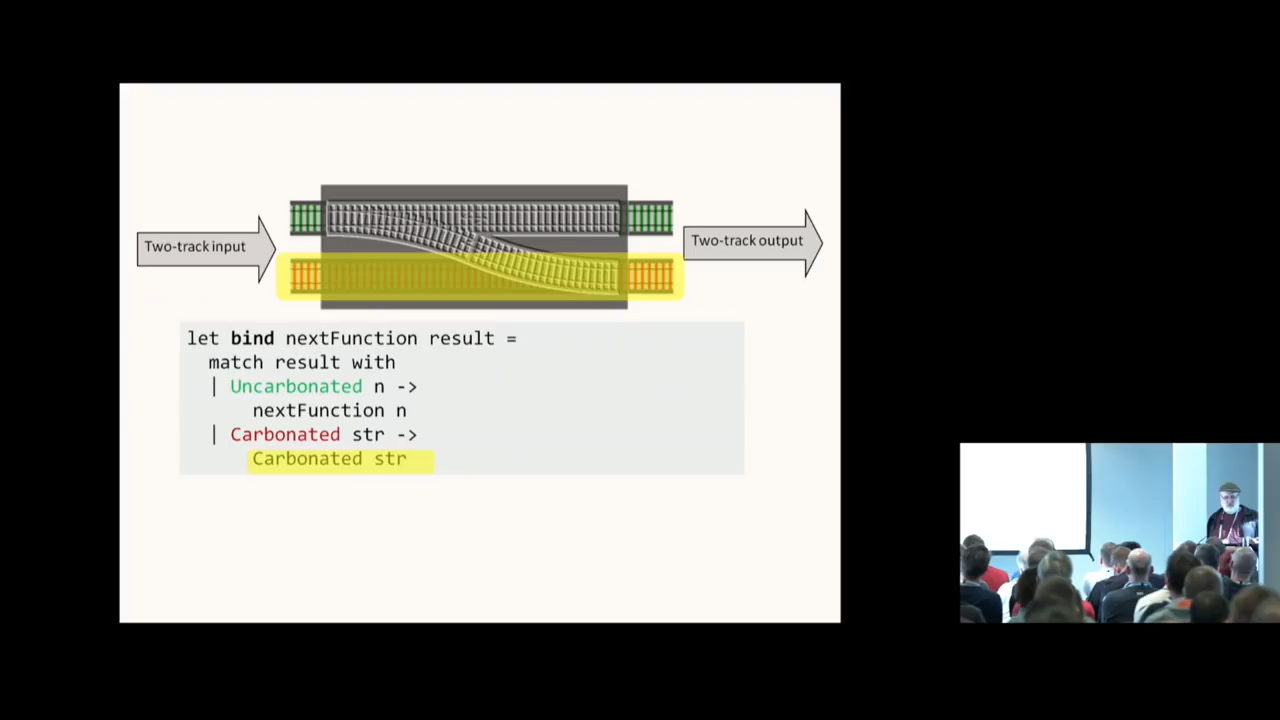 Two-track input
Two-track output
let bind nextFunction result =
match result with
| Uncarbonated n ->
nextFunction n
| Carbonated str ->
Carbonated str